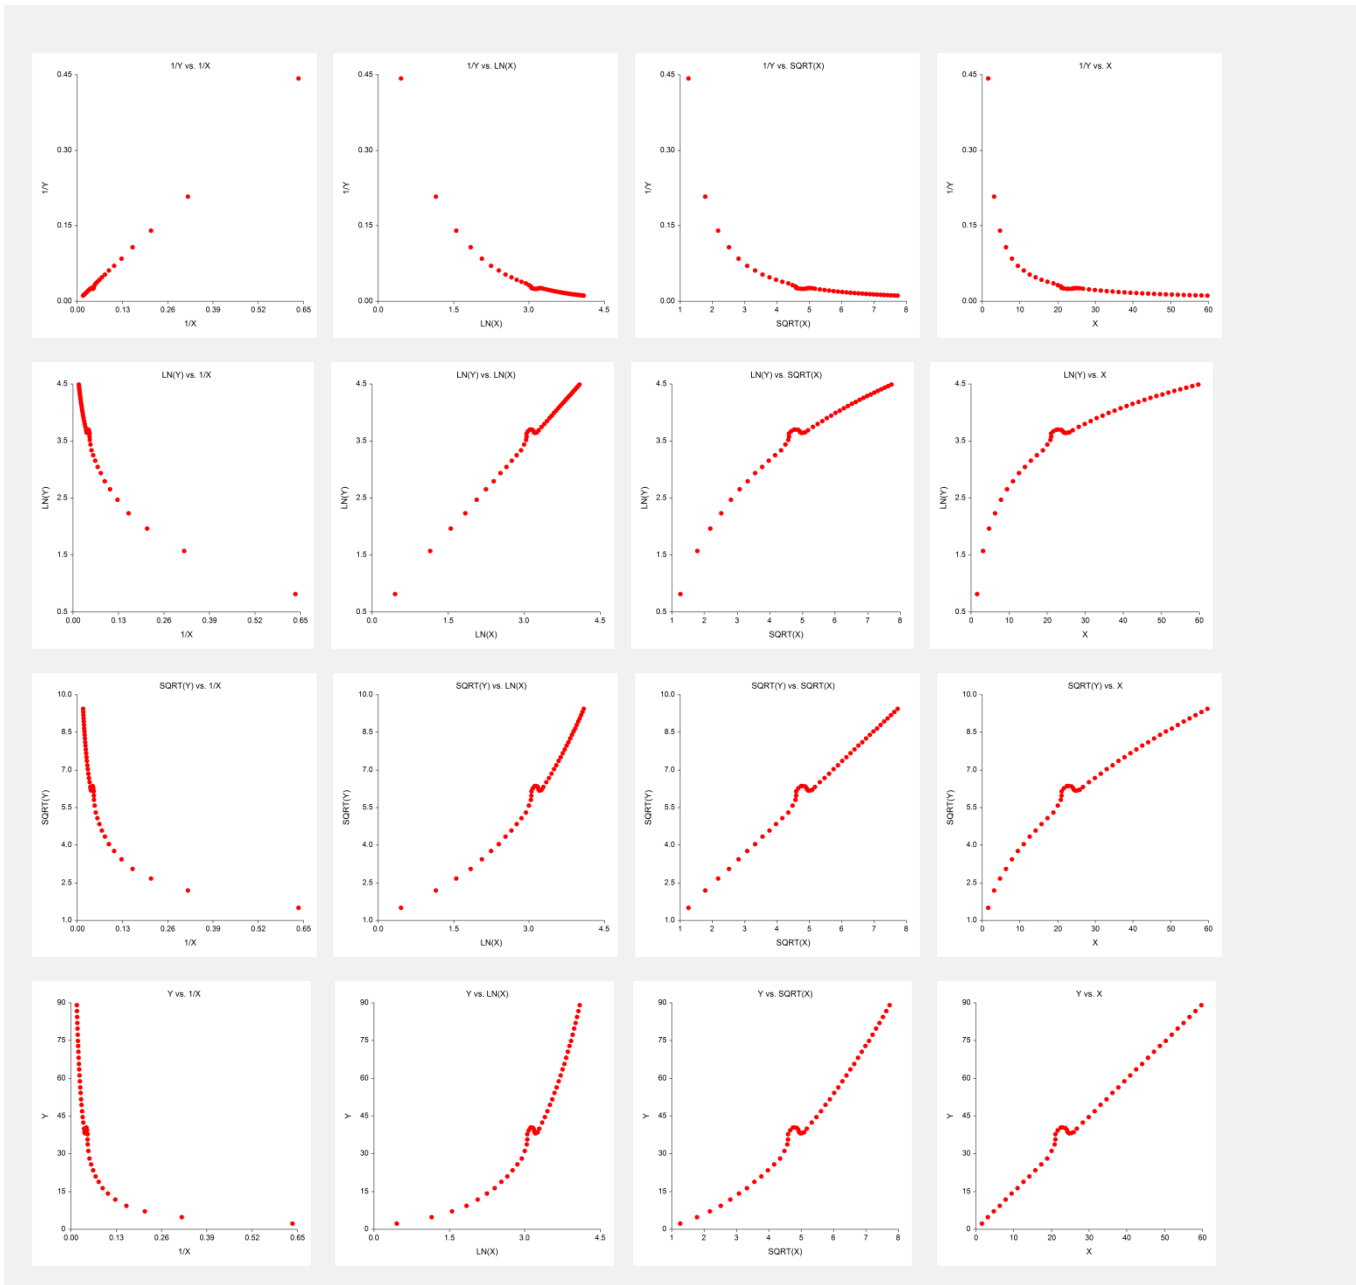 1/Y vs. 1/X
0.45
0.30
0.15
0.00
1/Y
0.00 0.13 0.26 0.39 0.52 0.65
1/X
1/Y vs. LN(X)
0.45
0.30
0.15
0.00
1/Y
0.0 1.5 3.0 4.5
LN(X)
1/Y vs. SQRT(X)
0.45
0.30
0.15
0.00
1/Y
1 2 3 4 5 6 7 8
SQRT(X)
1/Y vs. X
0.45
0.30
0.15
0.00
1/Y
0 10 20 30 40 50 60
X
LN(Y) vs. 1/X
4.5
3.5
2.5
1.5
0.5
LN(Y)
0.00 0.13 0.26 0.39 0.52 0.65
1/X
LN(Y) vs. LN(X)
4.5
3.5
2.5
1.5
0.5
LN(Y)
0.0 1.5 3.0 4.5
LN(X)
LN(Y) vs. SQRT(X)
4.5
3.5
2.5
1.5
0.5
LN(Y)
1 2 3 4 5 6 7 8
SQRT(X)
LN(Y) vs. X
4.5
3.5
2.5
1.5
0.5
LN(Y)
0 10 20 30 40 50 60
X
SQRT(Y) vs. 1/X
10.0
8.5
7.0
5.5
4.0
2.5
1.0
SQRT(Y)
0.00 0.13 0.26 0.39 0.52 0.65
1/X
SQRT(Y) vs. LN(X)
10.0
8.5
7.0
5.5
4.0
2.5
1.0
SQRT(Y)
0.0 1.5 3.0 4.5
LN(X)
SQRT(Y) vs. SQRT(X)
10.0
8.5
7.0
5.5
4.0
2.5
1.0
SQRT(Y)
1 2 3 4 5 6 7 8
SQRT(X)
SQRT(Y) vs. X
10.0
8.5
7.0
5.5
4.0
2.5
1.0
SQRT(Y)
0 10 20 30 40 50 60
X
Y vs. 1/X
90
75
60
45
30
15
0
Y
0.00 0.13 0.26 0.39 0.52 0.65
1/X
Y vs. LN(X)
90
75
60
45
30
15
0
Y
0.0 1.5 3.0 4.5
LN(X)
Y vs. SQRT(X)
90
75
60
45
30
15
0
Y
1 2 3 4 5 6 7 8
SQRT(X)
Y vs. X
90
75
60
45
30
15
0
Y
0 10 20 30 40 50 60
X